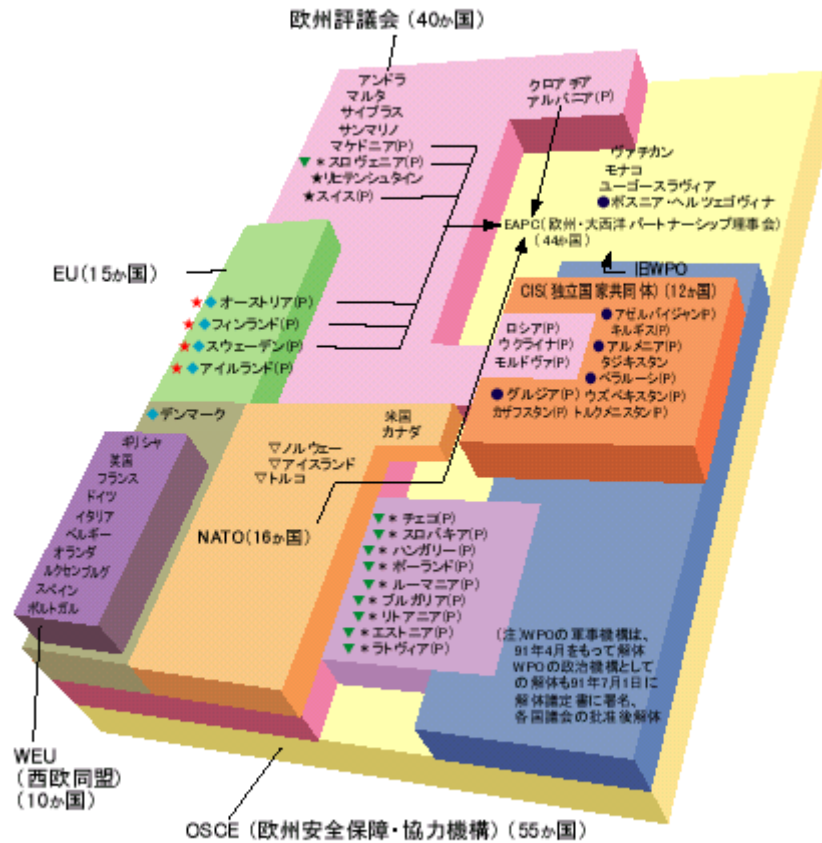 欧州評議会 (40か国)
アンドラ
マルタ
サイプラス
サンマリノ
マケドニア(P)
▼*スロヴェニア(P)
★リヒテンシュタイン
★スイス(P)
クロアチア
アルバニア(P)
ヴァチカン
モナコ
ユーゴースラヴィア
●ボスニア・ヘルツェゴヴィナ
EAPC(欧州・大西洋パートナーシップ理事会)
(44か国)
旧WPO
EU(15か国)
★◆オーストリア(P)
★◆フィンランド(P)
★◆スウェーデン(P)
★◆アイルランド(P)
CIS(独立国家共同体)(12か国)
ロシア(P)
ウクライナ(P)
モルドヴァ(P)
●アゼルバイジャンP)
キルギス(P)
●アルメニア(P)
タジキスタン
●ベラルーシ(P)
●グルジア(P) ウズベキスタン(P)
カザフスタン(P) トルクメニスタン(P)
◆デンマーク
米国
カナダ
▽ノルウェー
▽アイスランド
▽トルコ
NATO(16か国)
ギリシャ
英国
フランス
ドイツ
イタリア
ベルギー
オランダ
ルクセンブルグ
スペイン
ポルトガル
▼*チェコ(P)
▼*スロバキア(P)
▼*ハンガリー(P)
▼*ポーランド(P)
▼*ルーマニア(P)
▼*ブルガリア(P)
▼*リトアニア(P)
▼*エストニア(P)
▼*ラトヴィア(P)
(注)WPOの軍事機構は、
91年4月をもって解体
WPOの政治機構として
の解体も91年7月1日に
解体議定書に署名、
各国議会の批准後解体
WEU
(西欧同盟)
(10か国)
OSCE (欧州安全保障・協力機構) (55か国)